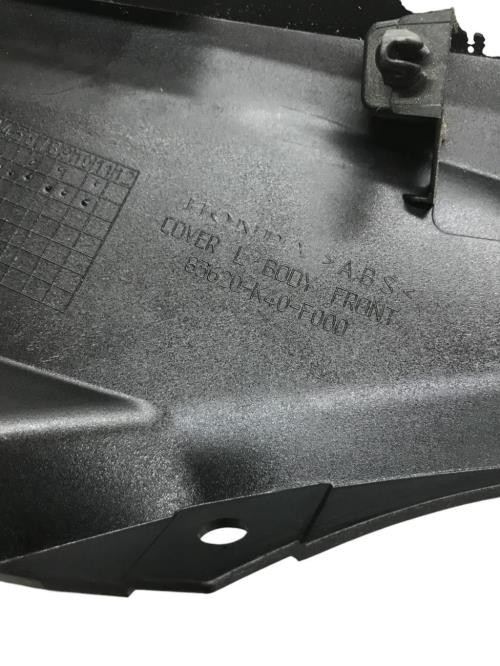 HONDA >ABS<
COVER L BODY FRONT
83620-K40-F000